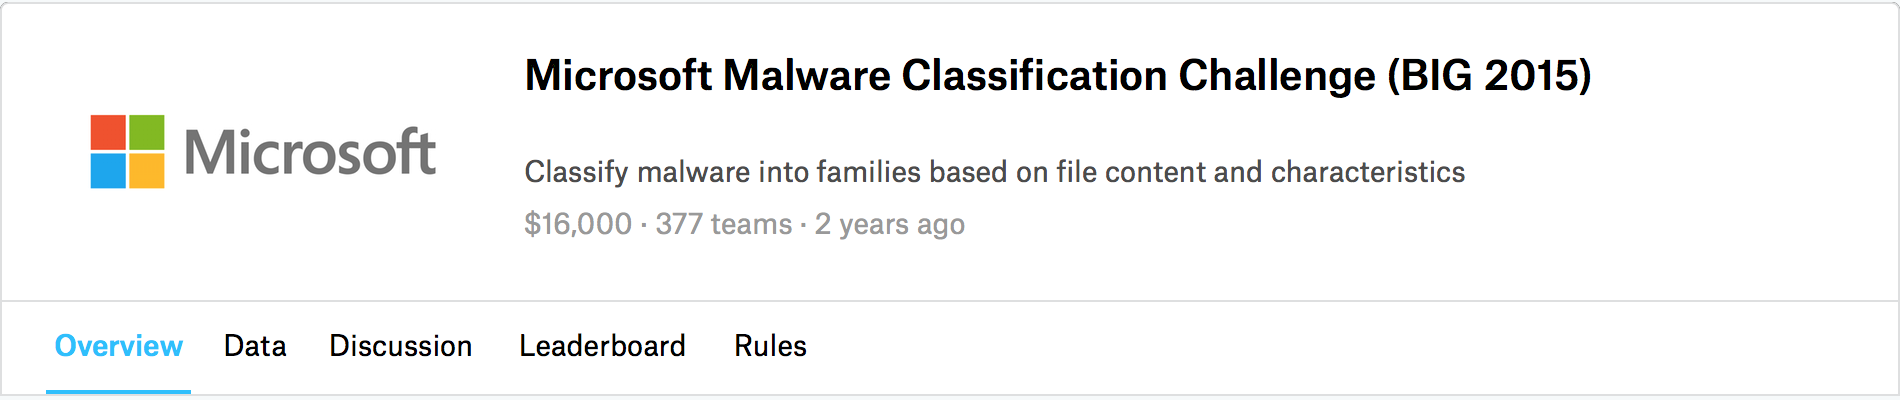 Microsoft Malware Classification Challenge (BIG 2015)
Microsoft
Classify malware into families based on file content and characteristics
$16,000 · 377 teams · 2 years ago
Overview Data Discussion Leaderboard Rules